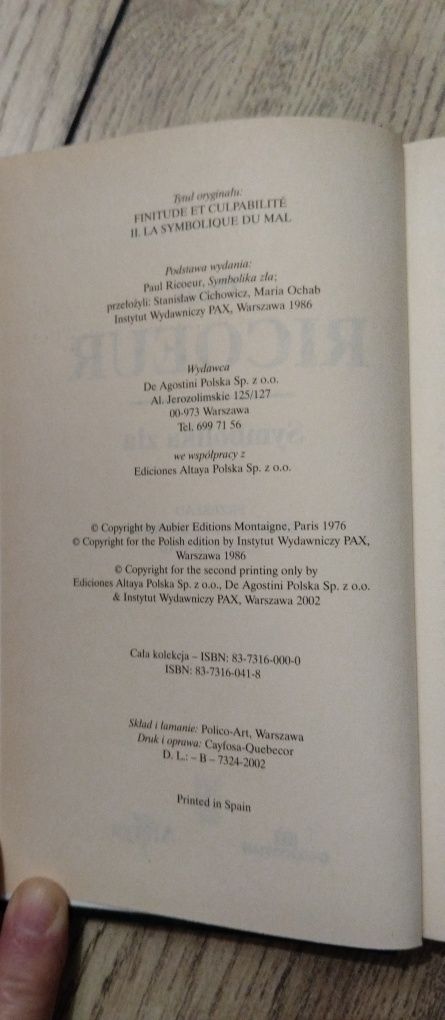 Tytuł oryginału:
FINITUDE ET CULPABILITÉ
II. LA SYMBOLIQUE DU MAL
Podstawa wydania:
Paul Ricoeur, Symbolika zła;
przełożyli: Stanisław Cichowicz, Maria Ochab
Instytut Wydawniczy PAX, Warszawa 1986
RICOEUR
Symbolika zła
Wydawca
De Agostini Polska Sp. z o.o.
Al. Jerozolimskie 125/127
00-973 Warszawa
Tel. 699 71 56
we współpracy z
Ediciones Altaya Polska Sp. z o.o.
© Copyright by Aubier Editions Montaigne, Paris 1976
© Copyright for the Polish edition by Instytut Wydawniczy PAX,
Warszawa 1986
© Copyright for the second printing only by
Ediciones Altaya Polska Sp. z o.o., De Agostini Polska Sp. z o.o.
& Instytut Wydawniczy PAX, Warszawa 2002
Cała kolekcja – ISBN: 83-7316-000-0
ISBN: 83-7316-041-8
Skład i łamanie: Polico-Art, Warszawa
Druk i oprawa: Cayfosa-Quebecor
D. L.: – B – 7324-2002
Printed in Spain